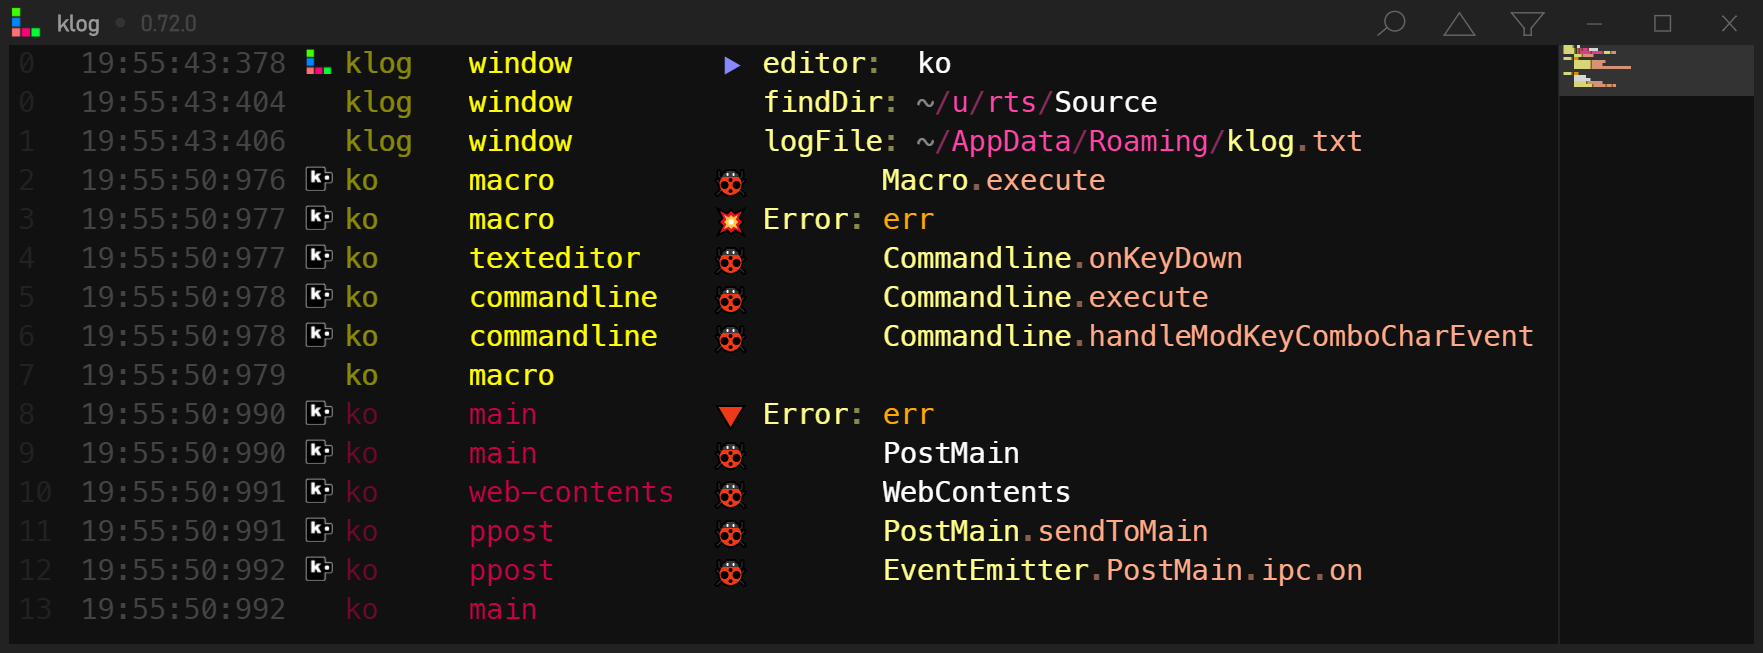 klog • 0.72.0
0 19:55:43:378 klog window ▶ editor: ko
0 19:55:43:404 klog window findDir: ~/u/rts/Source
1 19:55:43:406 klog window logFile: ~/AppData/Roaming/klog.txt
2 19:55:50:976 k· ko macro Macro.execute
3 19:55:50:977 k· ko macro Error: err
4 19:55:50:977 k· ko texteditor Commandline.onKeyDown
5 19:55:50:978 k· ko commandline Commandline.execute
6 19:55:50:978 k· ko commandline Commandline.handleModKeyComboCharEvent
7 19:55:50:979 ko macro
8 19:55:50:990 k· ko main ▼ Error: err
9 19:55:50:990 k· ko main PostMain
10 19:55:50:991 k· ko web-contents WebContents
11 19:55:50:991 k· ko ppost PostMain.sendToMain
12 19:55:50:992 k· ko ppost EventEmitter.PostMain.ipc.on
13 19:55:50:992 ko main